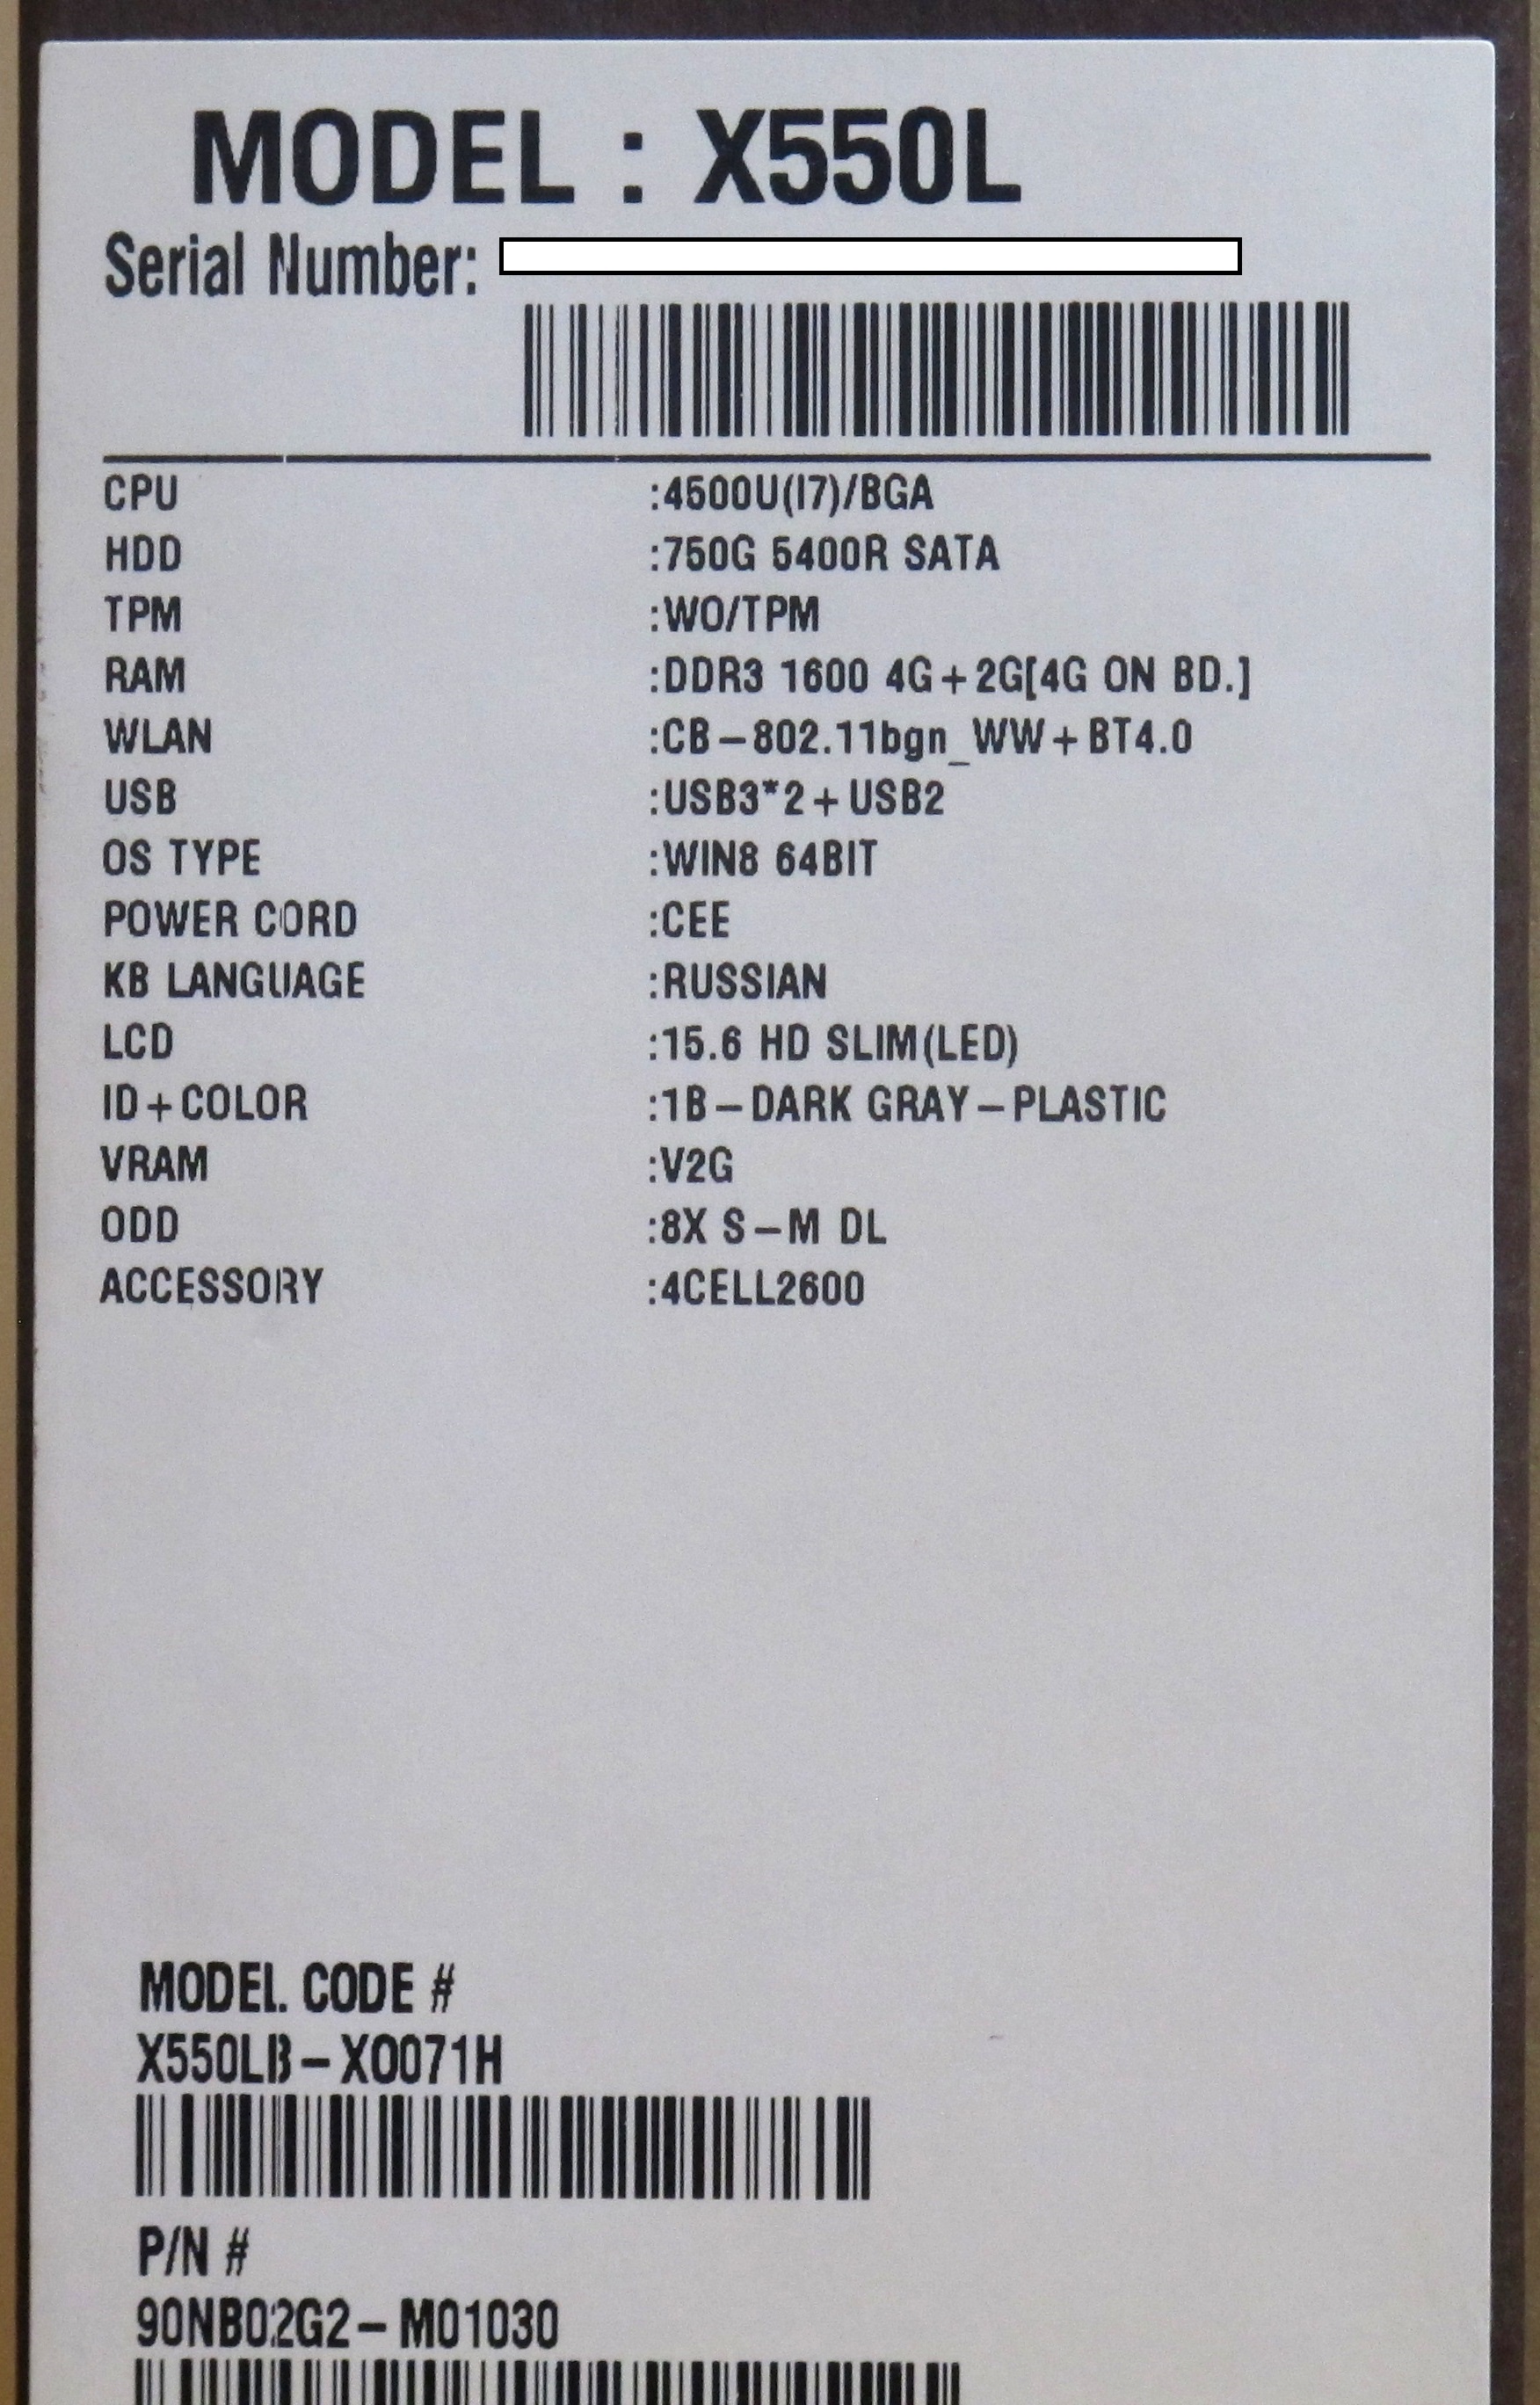 MODEL : X550L
Serial Number:
CPU :4500U(I7)/BGA
HDD :750G 5400R SATA
TPM :WO/TPM
RAM :DDR3 1600 4G+2G[4G ON BD.]
WLAN :CB-802.11bgn_WW+BT4.0
USB :USB3*2+USB2
OS TYPE :WIN8 64BIT
POWER CORD :CEE
KB LANGUAGE :RUSSIAN
LCD :15.6 HD SLIM(LED)
ID+COLOR :1B-DARK GRAY-PLASTIC
VRAM :V2G
ODD :8X S-M DL
ACCESSORY :4CELL2600
MODEL CODE #
X550LB-XO071H
P/N #
90NB02G2-M01030